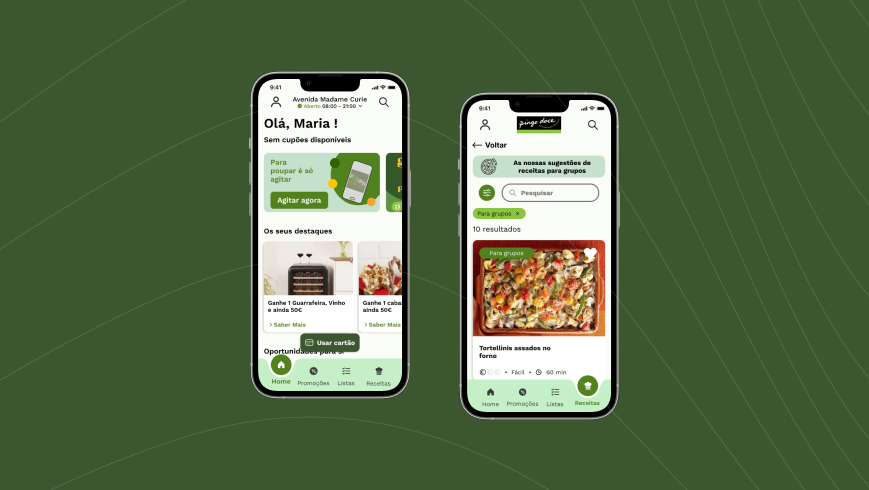 9:41
Avenida Madame Curie
Aberto 08:00 - 21:00
Olá, Maria !
Sem cupões disponíveis
Para
poupar é só
agitar
Agitar agora
Os seus destaques
Ganhe 1 Guarrafeira, Vinho
e ainda 50€
Saber Mais
Ganhe 1 caba
e ainda 50€
Saber Mais
Usar cartão
Oportunidades para si
Home
Promoções
Listas
Receitas
9:41
pingo doce
Voltar
As nossas sugestões de
receitas para grupos
Pesquisar
Para grupos ×
10 resultados
Para grupos
Tortellinis assados no
forno
• Fácil • 60 min
Home
Promoções
Listas
Receitas